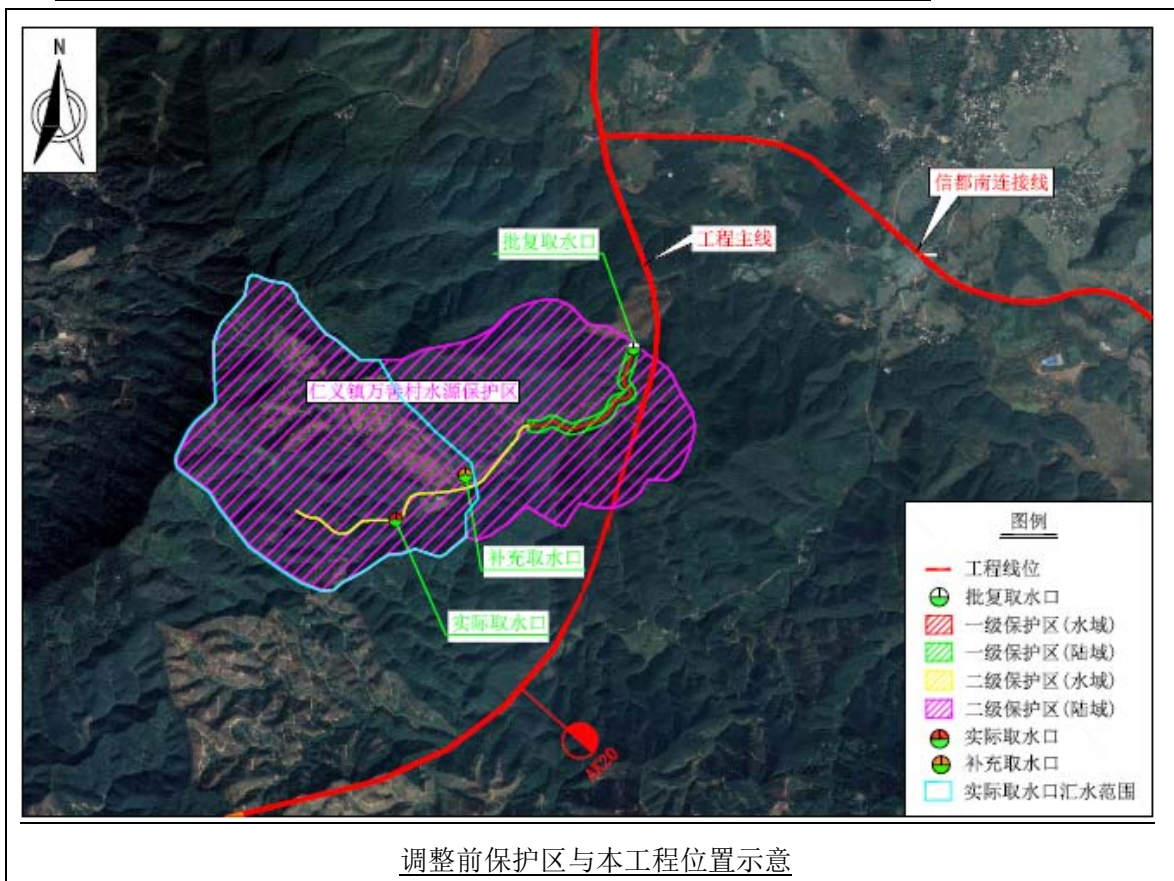 N
信都南连接线
批复取水口
工程主线
仁义镇万善村水源保护区
补充取水口
实际取水口
AK20
图例
工程线位
批复取水口
一级保护区(水域)
一级保护区(陆域)
二级保护区(水域)
二级保护区(陆域)
实际取水口
补充取水口
实际取水口汇水范围
调整前保护区与本工程位置示意